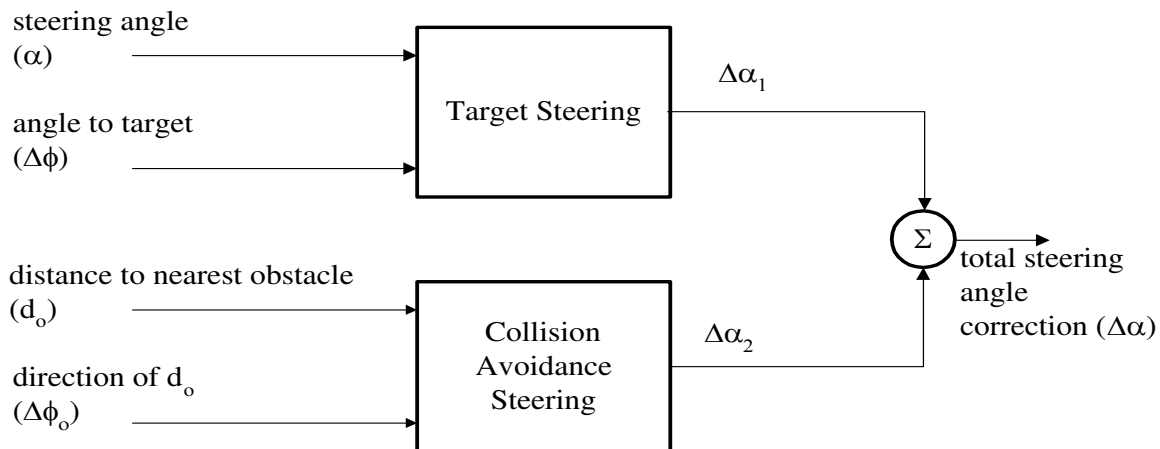 steering angle
(α)
Target Steering
Δα₁
angle to target
(Δϕ)
Σ
total steering
angle
correction (Δα)
distance to nearest obstacle
(dₒ)
Collision
Avoidance
Steering
Δα₂
direction of dₒ
(Δϕₒ)